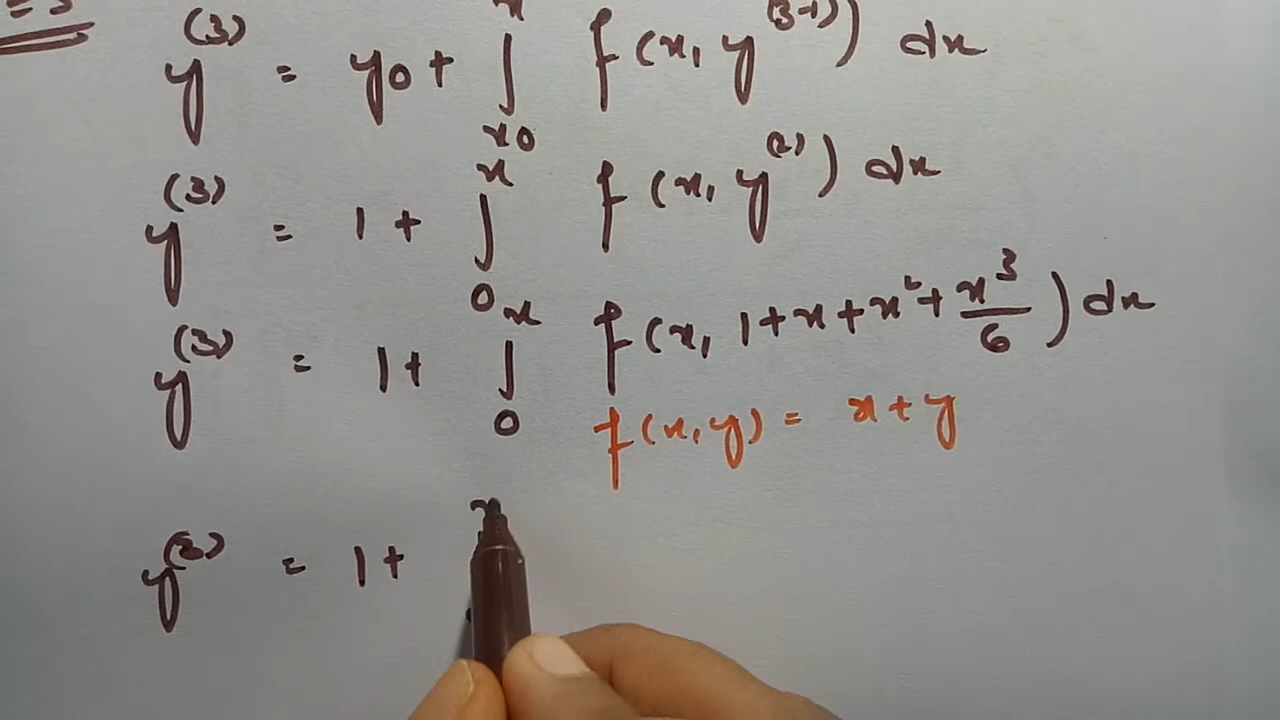 = 3
y^(3) = y0 + ∫_{x0}^{x} f(x, y^(3-1)) dx
y^(3) = 1 + ∫_{0}^{x} f(x, y^(2)) dx
y^(3) = 1 + ∫_{0}^{x} f(x, 1 + x + x² + x³/6) dx
f(x, y) = x + y
y^(3) = 1 + x